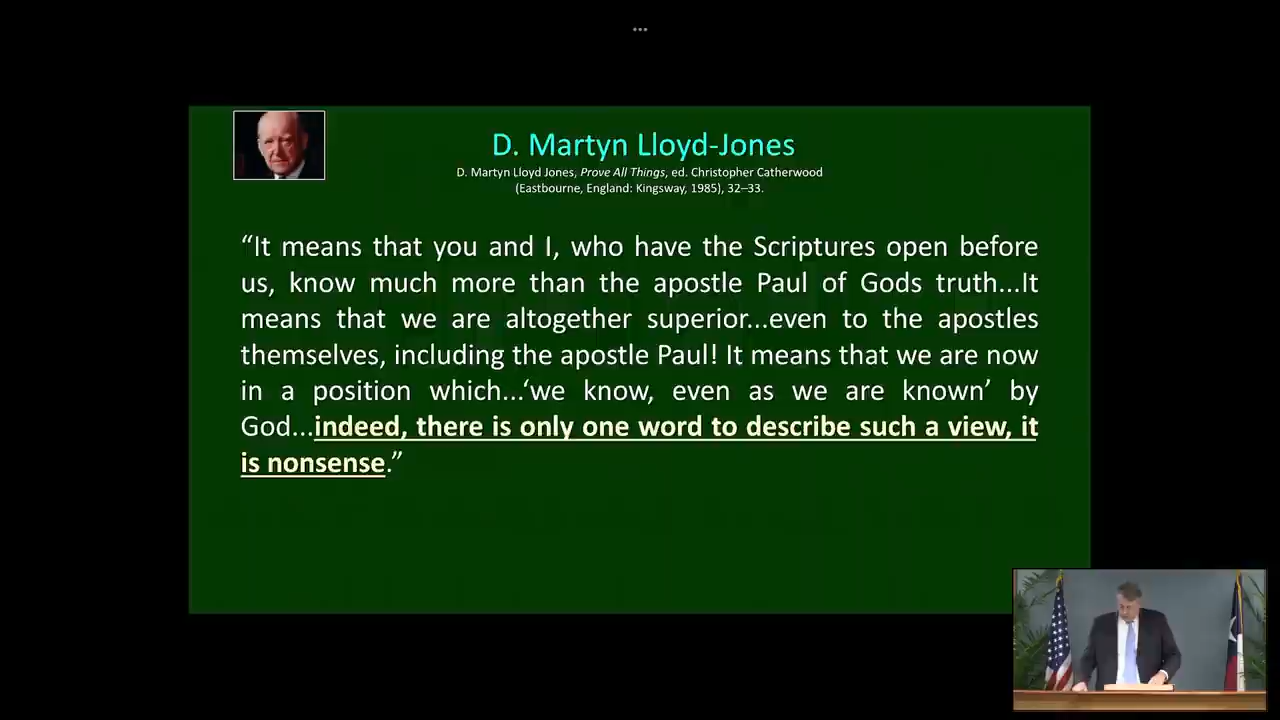 ...
D. Martyn Lloyd-Jones
D. Martyn Lloyd Jones, Prove All Things, ed. Christopher Catherwood
(Eastbourne, England: Kingsway, 1985), 32–33.
“It means that you and I, who have the Scriptures open before
us, know much more than the apostle Paul of Gods truth...It
means that we are altogether superior...even to the apostles
themselves, including the apostle Paul! It means that we are now
in a position which...‘we know, even as we are known’ by
God...indeed, there is only one word to describe such a view, it
is nonsense.”